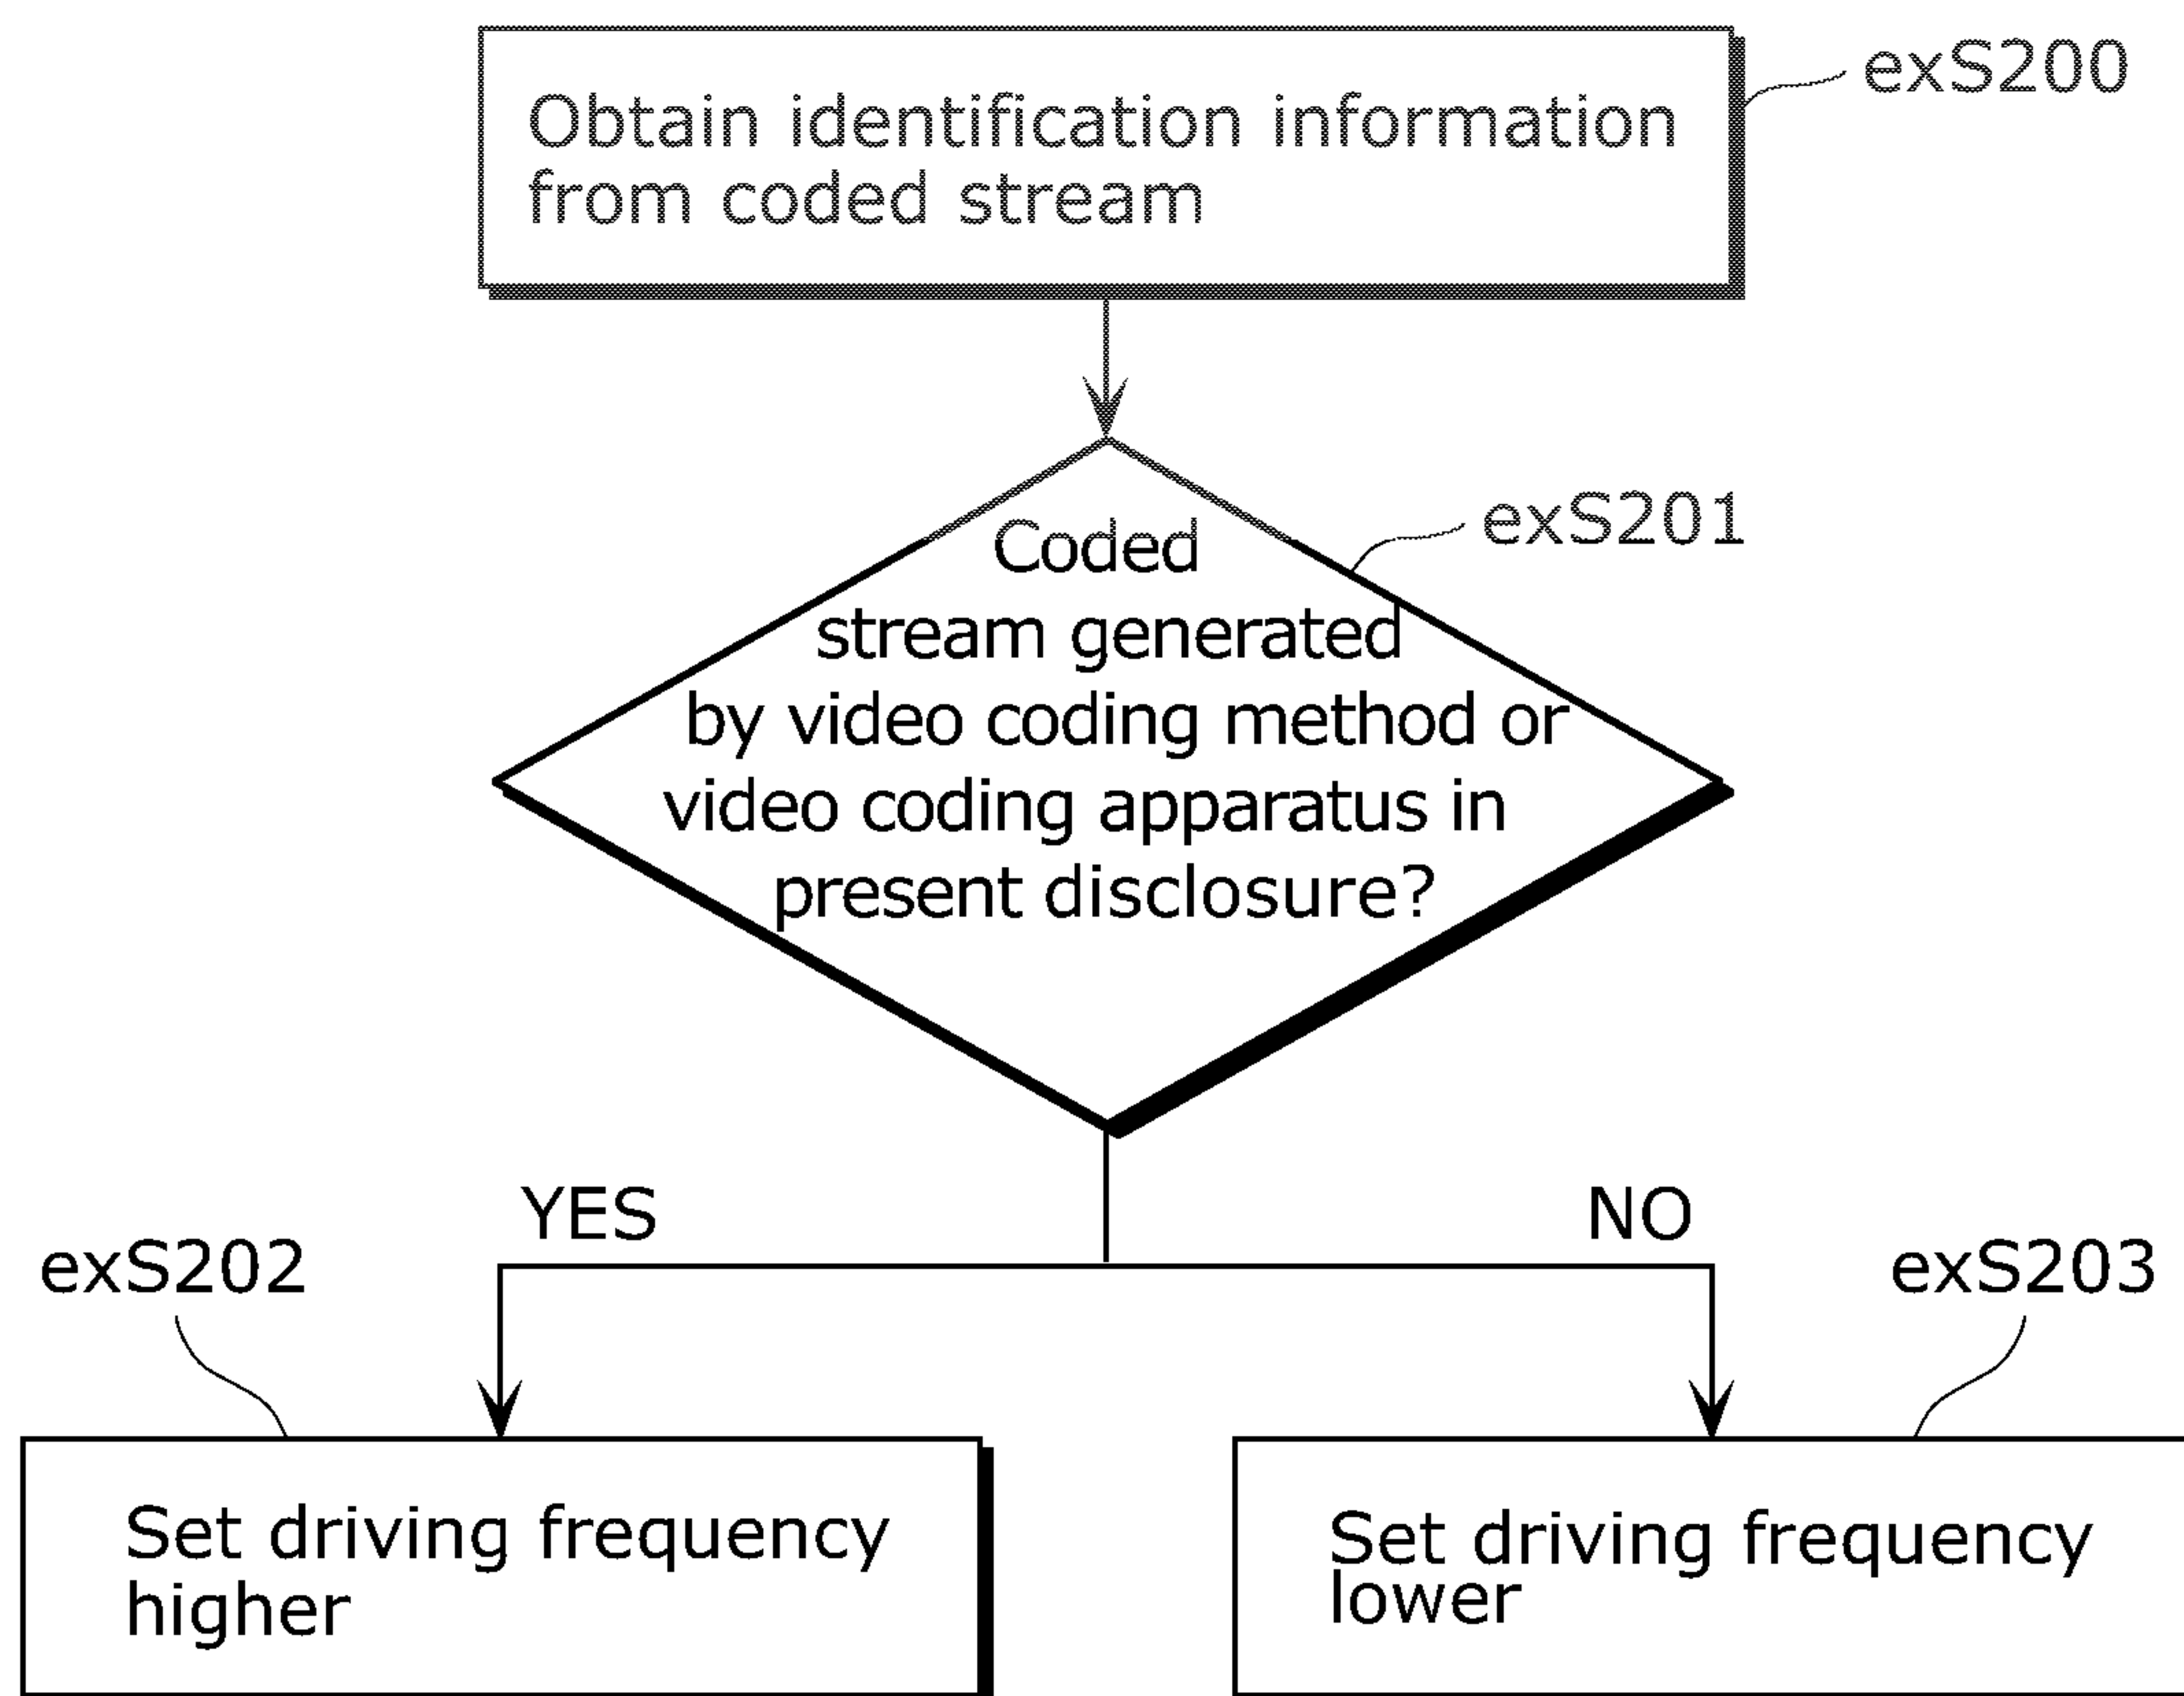 exS200
Obtain identification information
from coded stream
exS201
Coded
stream generated
by video coding method or
video coding apparatus in
present disclosure?
YES
NO
exS202
exS203
Set driving frequency
higher
Set driving frequency
lower